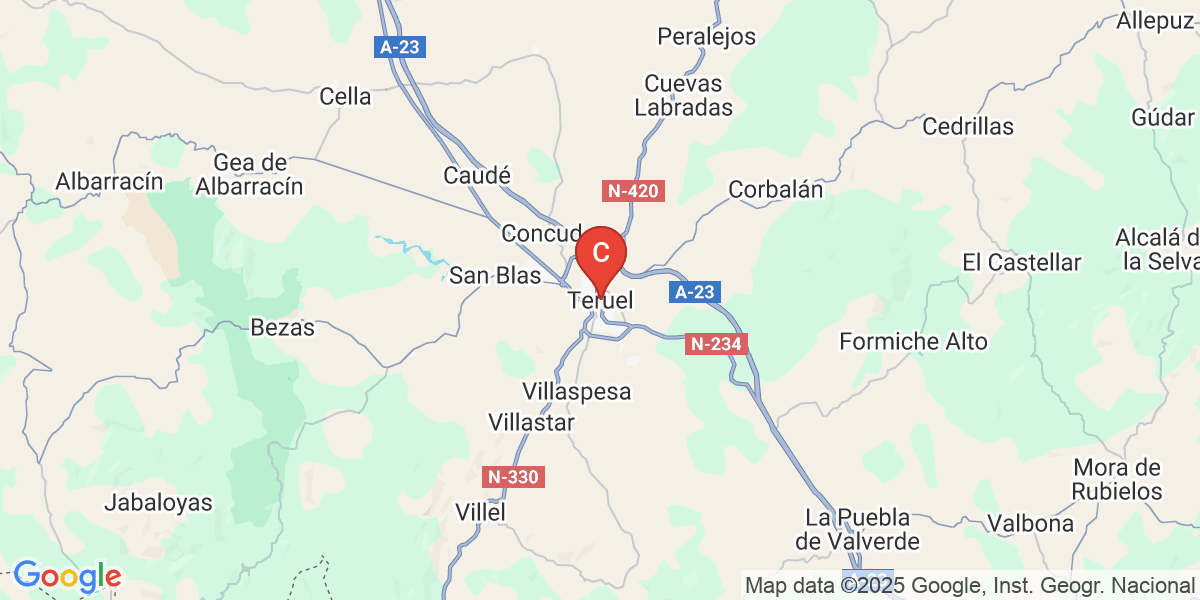 Allepuz
Peralejos
A-23
Cuevas
Labradas
Cella
Gúdar
Cedrillas
Gea de
Albarracín
Albarracín
Caudé
N-420
Corbalán
Concud
C
Alcalá d
la Selva
San Blas
El Castellar
Teruel
A-23
Bezas
N-234
Formiche Alto
Villaspesa
Villastar
N-330
Mora de
Rubielos
Jabaloyas
Villel
La Puebla
de Valverde
Valbona
Google
Map data ©2025 Google, Inst. Geogr. Nacional